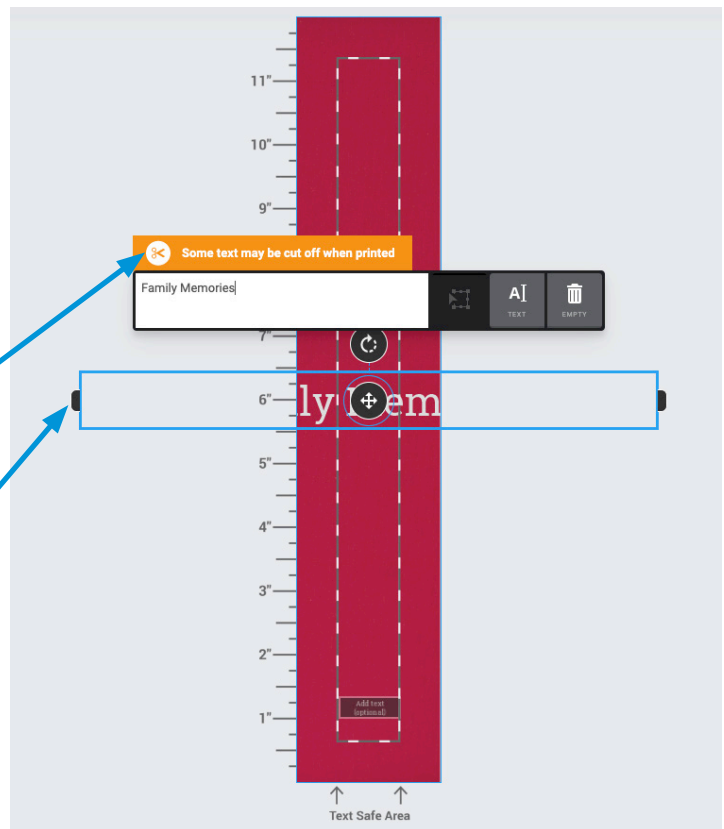 11"
10"
9"
Some text may be cut off when printed
Family Memories
A
TEXT
EMPTY
7"
6"
ly Mem
5"
4"
3"
2"
Add text
(optional)
1"
Text Safe Area